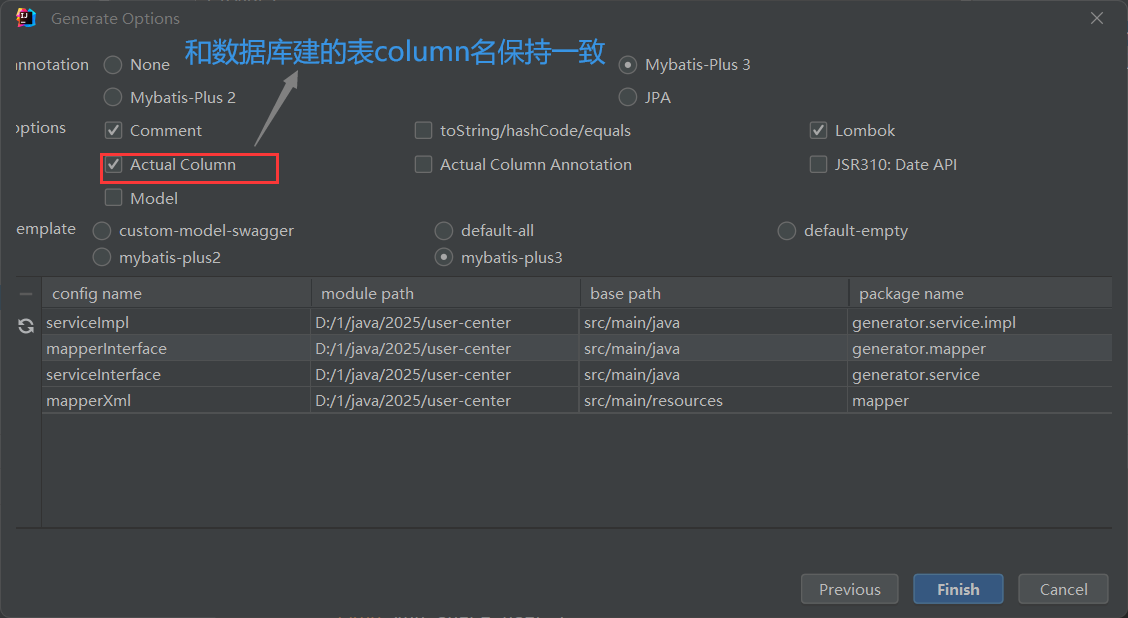 Generate Options
和数据库建的表column名保持一致
annotation None Mybatis-Plus 3
Mybatis-Plus 2 JPA
options Comment toString/hashCode/equals Lombok
Actual Column Actual Column Annotation JSR310: Date API
Model
template custom-model-swagger default-all default-empty
mybatis-plus2 mybatis-plus3
config name module path base path package name
serviceImpl D:/1/java/2025/user-center src/main/java generator.service.impl
mapperInterface D:/1/java/2025/user-center src/main/java generator.mapper
serviceInterface D:/1/java/2025/user-center src/main/java generator.service
mapperXml D:/1/java/2025/user-center src/main/resources mapper
Previous Finish Cancel